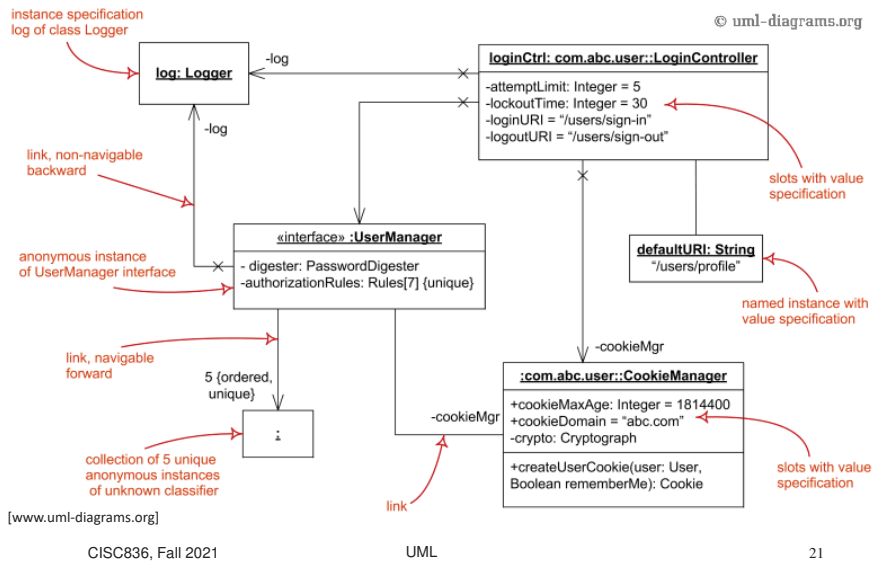 instance specification
log of class Logger
© uml-diagrams.org
log: Logger
-log
loginCtrl: com.abc.user::LoginController
-attemptLimit: Integer = 5
-lockoutTime: Integer = 30
-loginURI = “/users/sign-in”
-logoutURI = “/users/sign-out”
-log
link, non-navigable
backward
slots with value
specification
«interface» :UserManager
- digester: PasswordDigester
-authorizationRules: Rules[7] {unique}
anonymous instance
of UserManager interface
defaultURI: String
“/users/profile”
named instance with
value specification
link, navigable
forward
-cookieMgr
5 {ordered,
unique}
:
-cookieMgr
:com.abc.user::CookieManager
+cookieMaxAge: Integer = 1814400
+cookieDomain = “abc.com”
-crypto: Cryptograph
+createUserCookie(user: User,
Boolean rememberMe): Cookie
collection of 5 unique
anonymous instances
of unknown classifier
link
slots with value
specification
[www.uml-diagrams.org]
CISC836, Fall 2021
UML
21